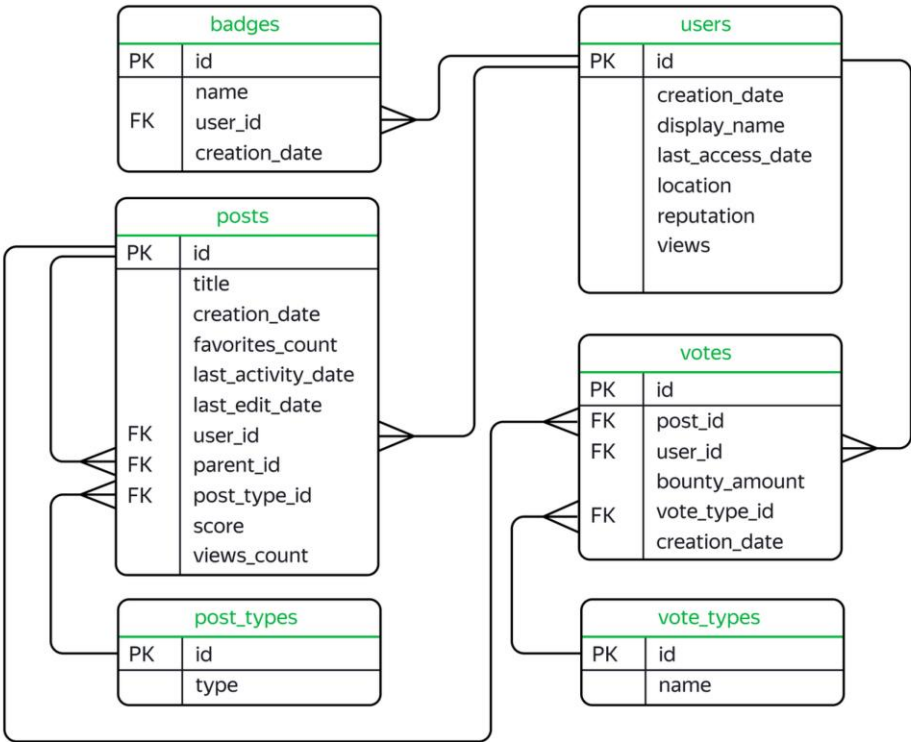 badges
PK id
name
FK user_id
creation_date
users
PK id
creation_date
display_name
last_access_date
location
reputation
views
posts
PK id
title
creation_date
favorites_count
last_activity_date
last_edit_date
FK user_id
FK parent_id
FK post_type_id
score
views_count
votes
PK id
FK post_id
FK user_id
bounty_amount
FK vote_type_id
creation_date
post_types
PK id
type
vote_types
PK id
name